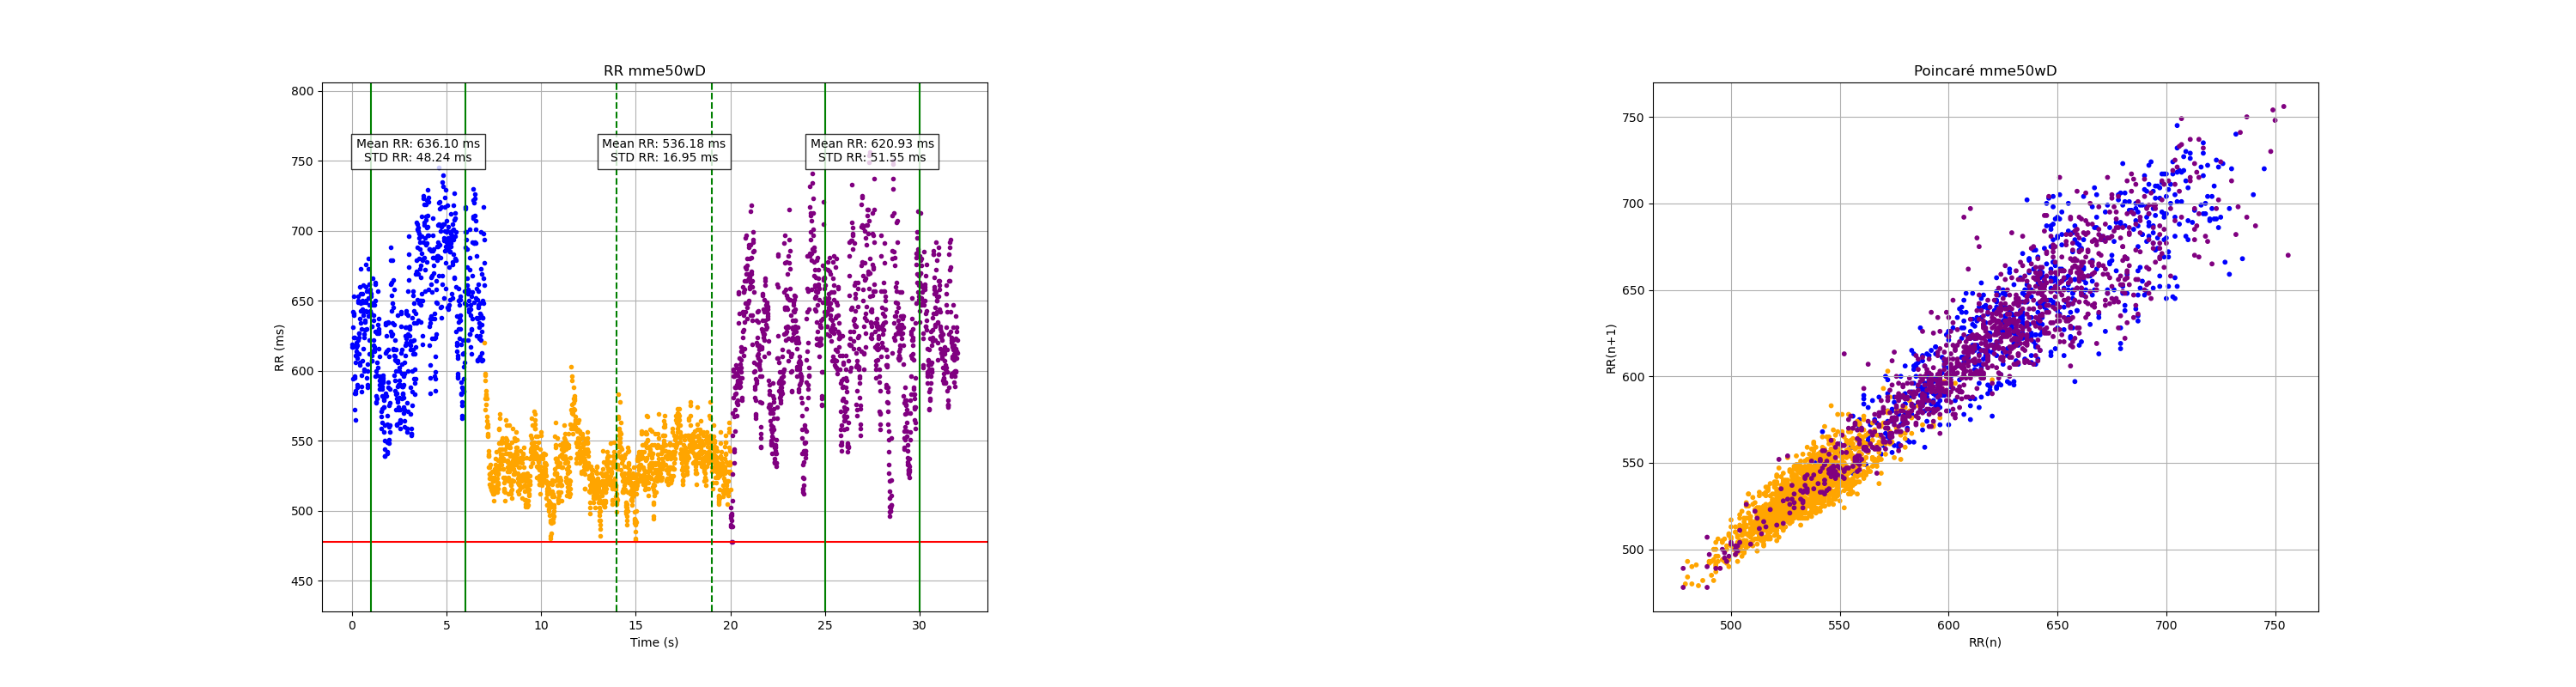 RR mme50wD
800
750
700
650
600
550
500
450
RR (ms)
Mean RR: 636.10 ms
STD RR: 48.24 ms
Mean RR: 536.18 ms
STD RR: 16.95 ms
Mean RR: 620.93 ms
STD RR: 51.55 ms
0 5 10 15 20 25 30
Time (s)
Poincaré mme50wD
750
700
650
600
550
500
RR(n+1)
500 550 600 650 700 750
RR(n)